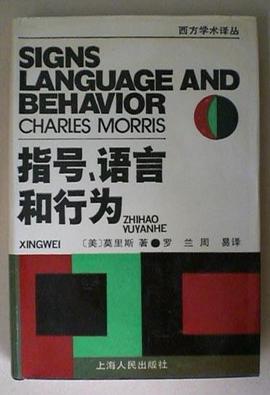 西方学术译丛
SIGNS
LANGUAGE AND
BEHAVIOR
CHARLES MORRIS
指号、语言
和行为
ZHIHAO
YUYANHE
XINGWEI
〔美〕莫里斯 著●罗 兰 周 易译
上海人民出版社